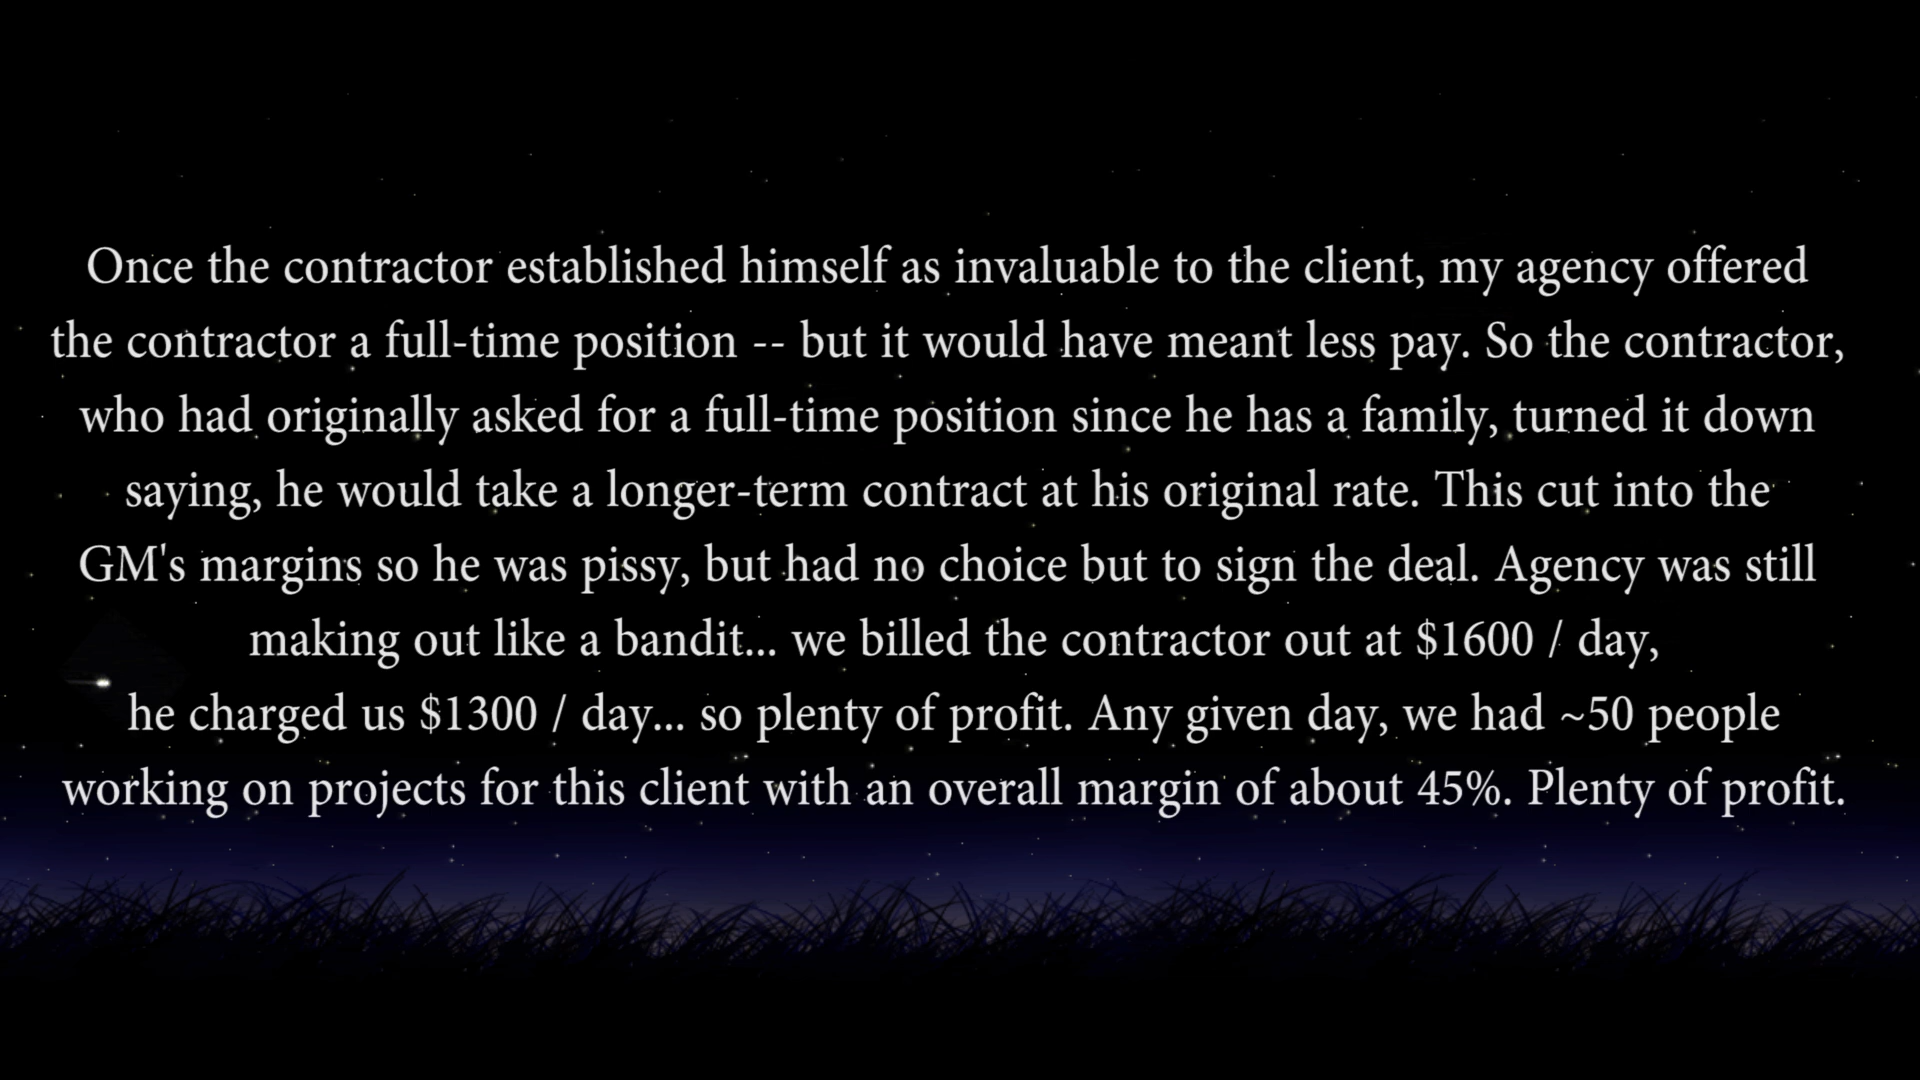 Once the contractor established himself as invaluable to the client, my agency offered
the contractor a full-time position -- but it would have meant less pay. So the contractor,
who had originally asked for a full-time position since he has a family, turned it down
saying, he would take a longer-term contract at his original rate. This cut into the
GM's margins so he was pissy, but had no choice but to sign the deal. Agency was still
making out like a bandit... we billed the contractor out at $1600 / day,
he charged us $1300 / day... so plenty of profit. Any given day, we had ~50 people
working on projects for this client with an overall margin of about 45%. Plenty of profit.